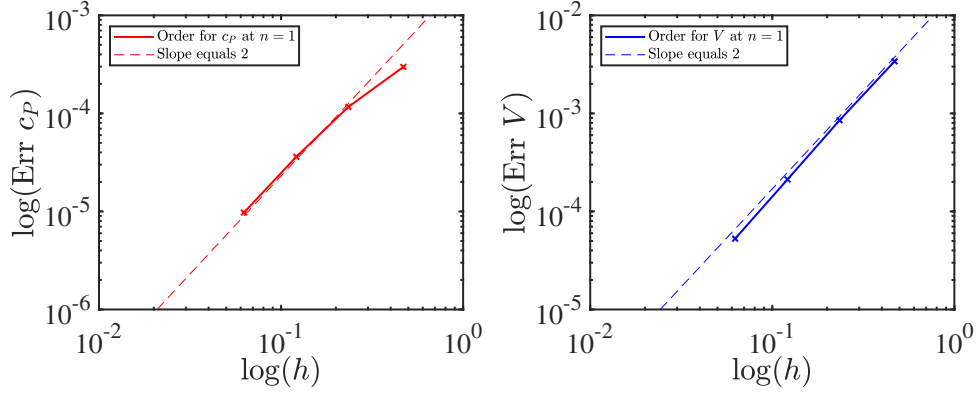 Order for c_P at n = 1
Slope equals 2
10^{-3}
10^{-4}
10^{-5}
10^{-6}
log(Err c_P)
10^{-2}
10^{-1}
10^{0}
log(h)
Order for V at n = 1
Slope equals 2
10^{-2}
10^{-3}
10^{-4}
10^{-5}
log(Err V)
10^{-2}
10^{-1}
10^{0}
log(h)